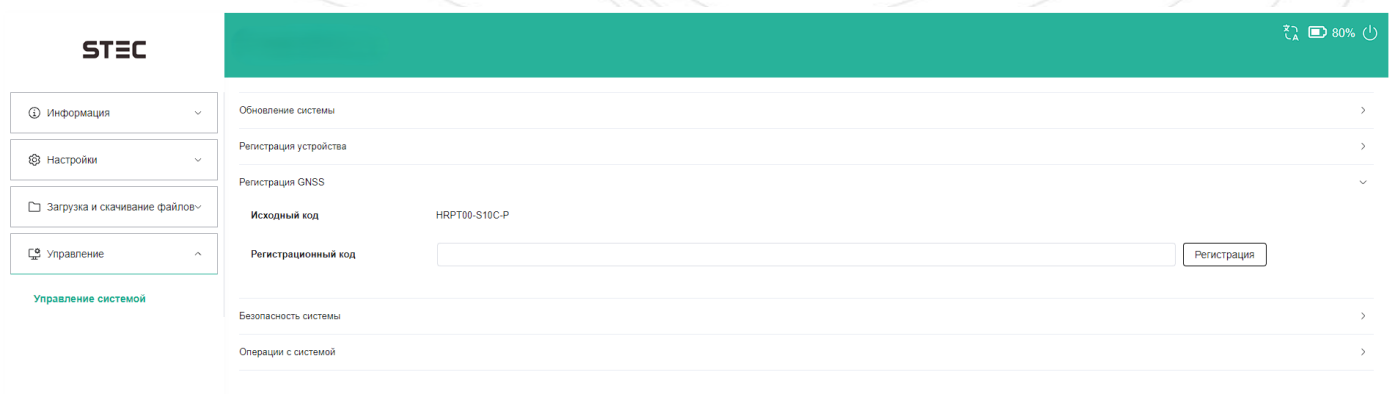 STEC
80%
Информация
Настройки
Загрузка и скачивание файлов
Управление
Управление системой
Обновление системы
Регистрация устройства
Регистрация GNSS
Исходный код HRPT00-S10C-P
Регистрационный код Регистрация
Безопасность системы
Операции с системой